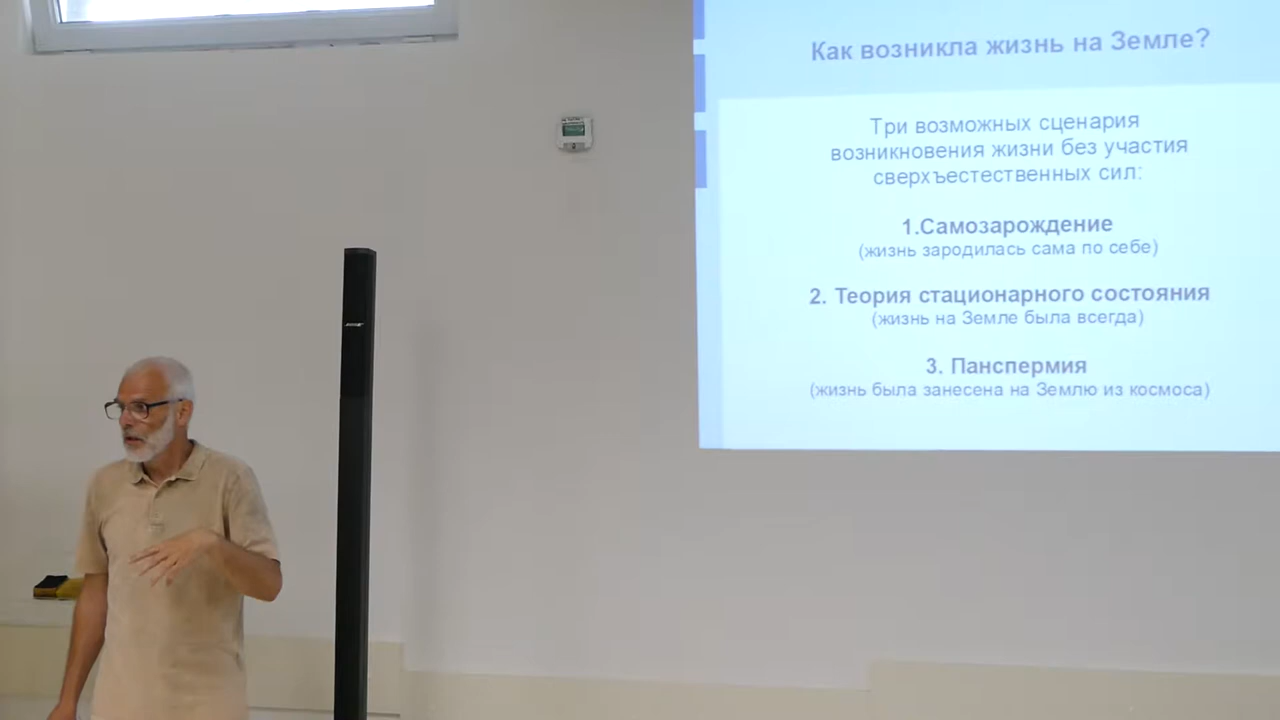 Как возникла жизнь на Земле?
Три возможных сценария
возникновения жизни без участия
сверхъестественных сил:
1.Самозарождение
(жизнь зародилась сама по себе)
2. Теория стационарного состояния
(жизнь на Земле была всегда)
3. Панспермия
(жизнь была занесена на Землю из космоса)